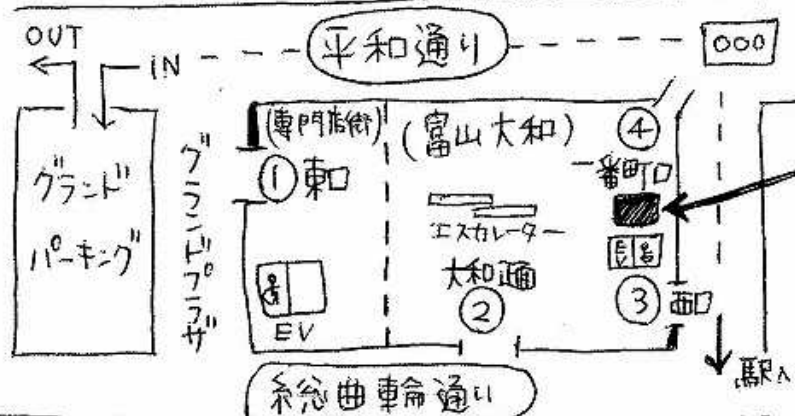 OUT
IN
平和通り
グランド
パーキング
グランドプラザ
(専門店街)
① 東口
EV
(富山大和)
エスカレーター
大和正面
②
④
一番町口
③ 西口
駅へ
総曲輪通り